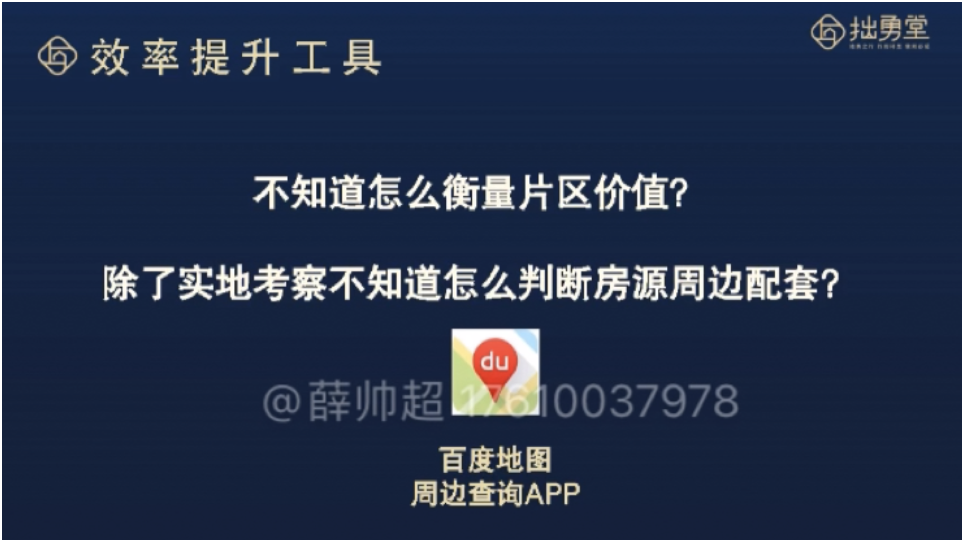 效率提升工具
拙勇堂
不知道怎么衡量片区价值?
除了实地考察不知道怎么判断房源周边配套?
du
@薛帅超 17610037978
百度地图
周边查询APP